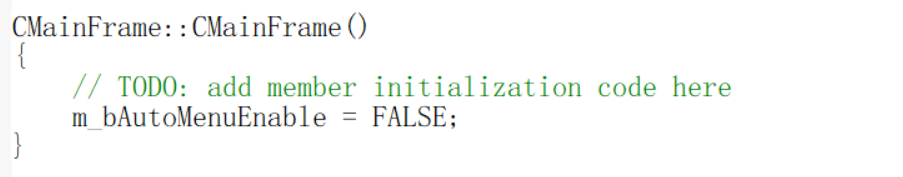 CMainFrame::CMainFrame()
{
    // TODO: add member initialization code here
    m_bAutoMenuEnable = FALSE;
}